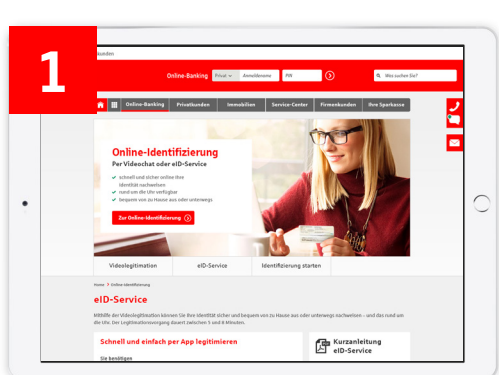 1
kunden
Online-Banking Privat Anmeldename PIN Was suchen Sie?
Online-Banking Privatkunden Immobilien Service-Center Firmenkunden Ihre Sparkasse
Online-Identifizierung
Per Videochat oder eID-Service
schnell und sicher online Ihre
Identität nachweisen
rund um die Uhr verfügbar
bequem von zu Hause aus oder unterwegs
Zur Online-Identifizierung
Videolegitimation eID-Service Identifizierung starten
Home Online-Identifizierung
eID-Service
Mithilfe der Videolegitimation können Sie Ihre Identität sicher und bequem von zu Hause aus oder unterwegs nachweisen – und das rund um
die Uhr. Der Legitimationsvorgang dauert zwischen 5 und 8 Minuten.
Schnell und einfach per App legitimieren
Kurzanleitung
eID-Service
Sie benötigen